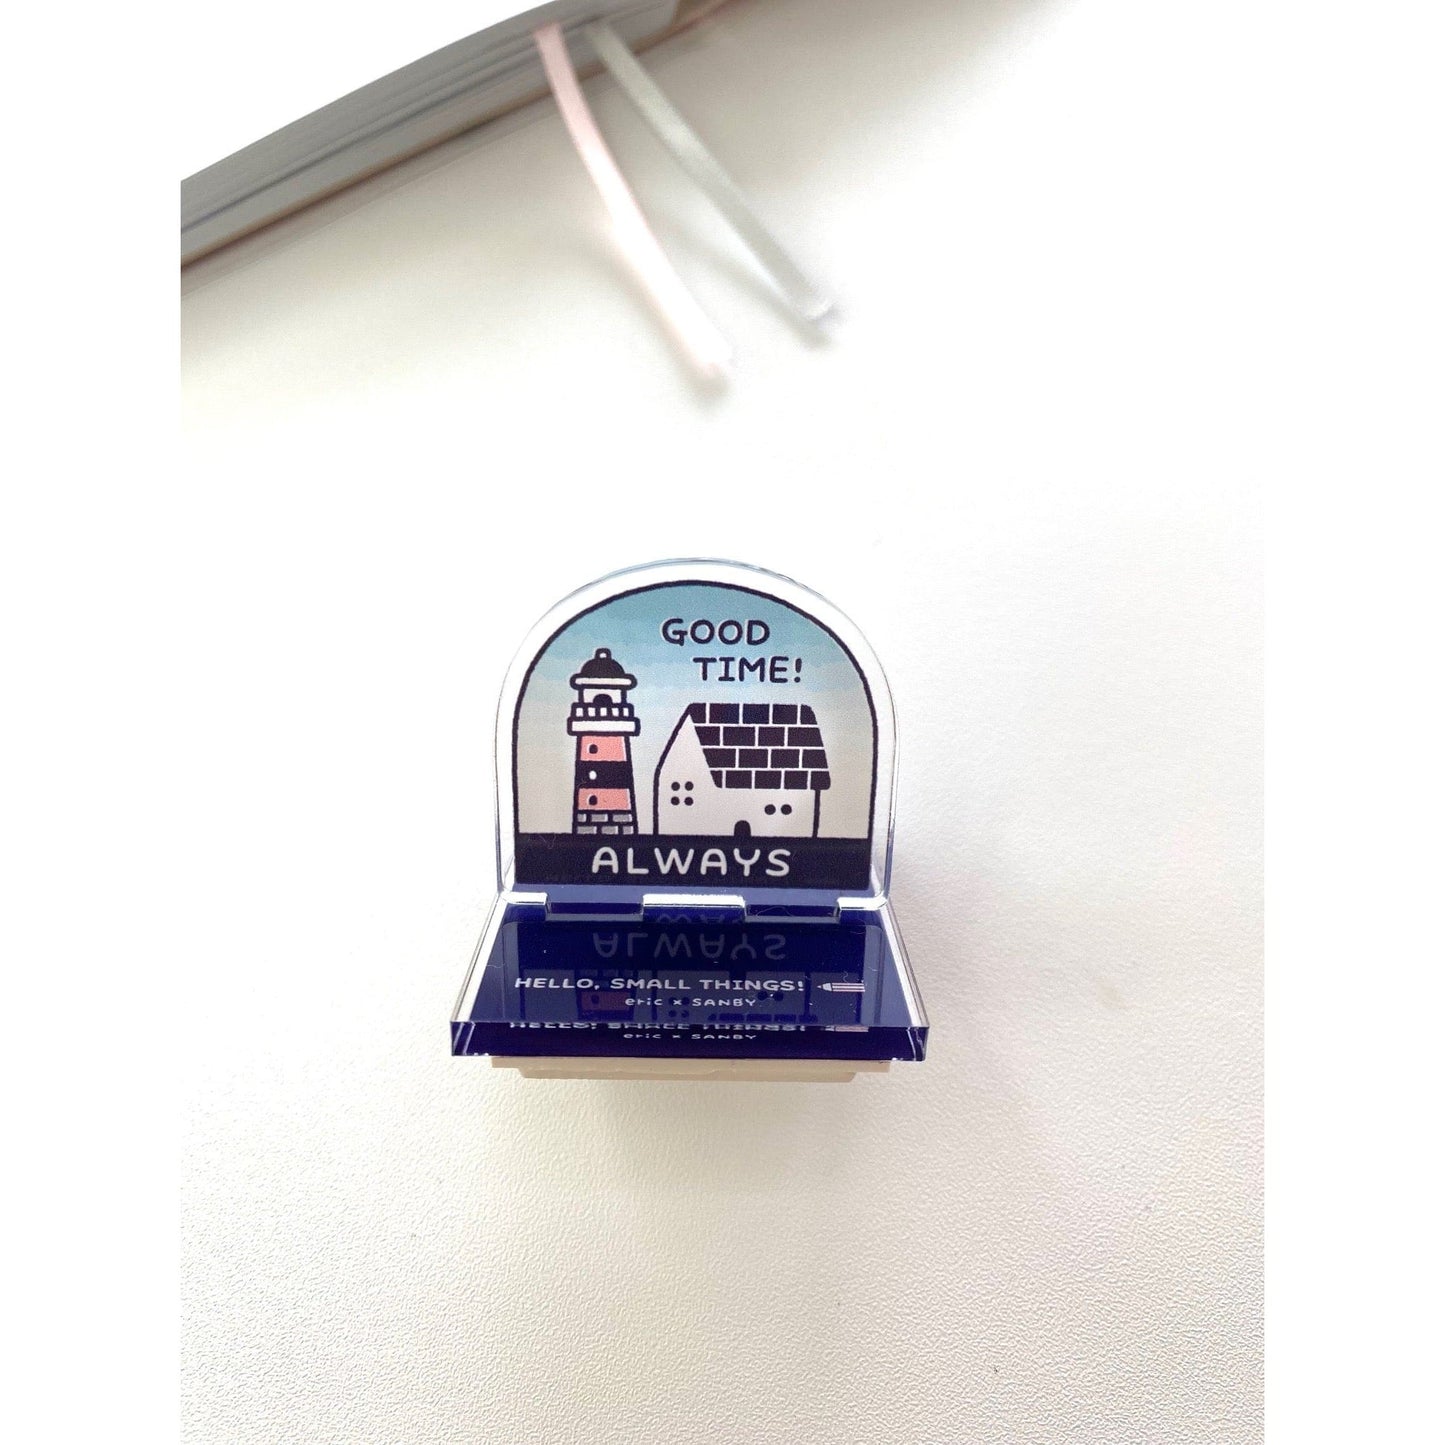 GOOD
TIME!
ALWAYS
HELLO, SMALL THINGS!
eric x SANBY